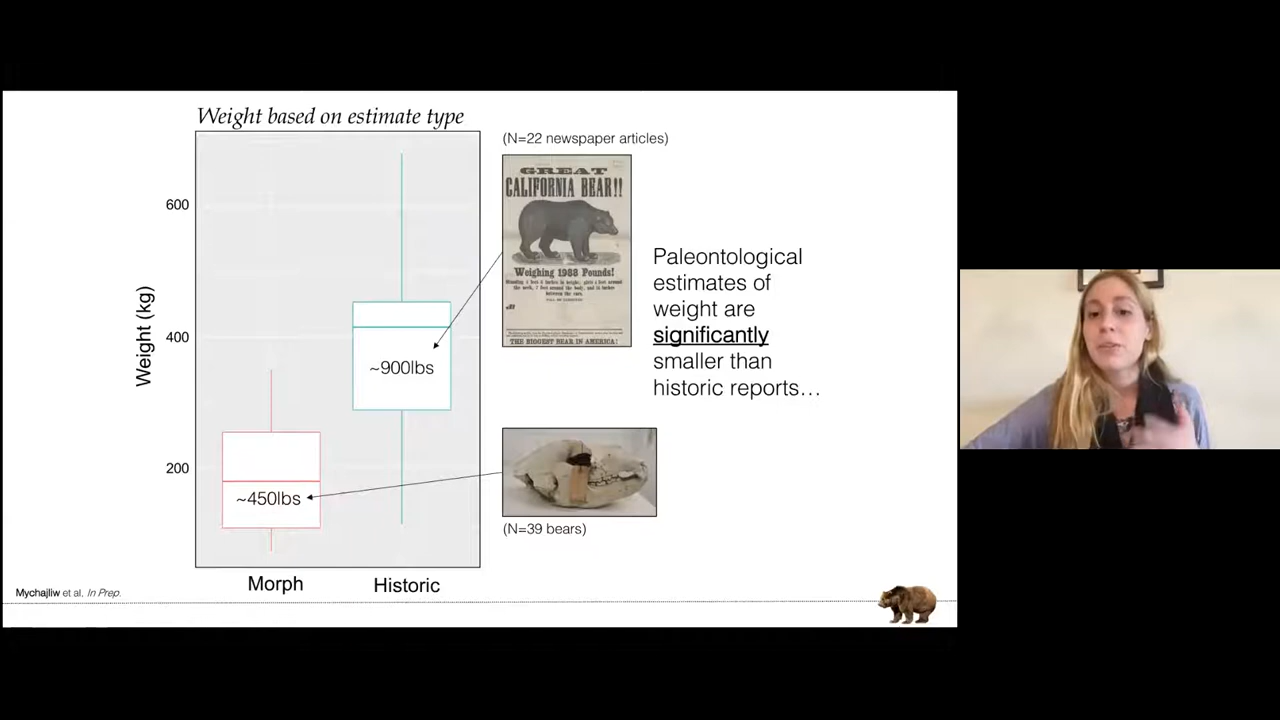 Weight based on estimate type
(N=22 newspaper articles)
GREAT
CALIFORNIA BEAR!!
Weighing 1988 Pounds!
THE BIGGEST BEAR IN AMERICA!
Paleontological
estimates of
weight are
significantly
smaller than
historic reports…
Weight (kg)
600
400
200
~900lbs
~450lbs
(N=39 bears)
Morph
Historic
Mychajliw et al. In Prep.